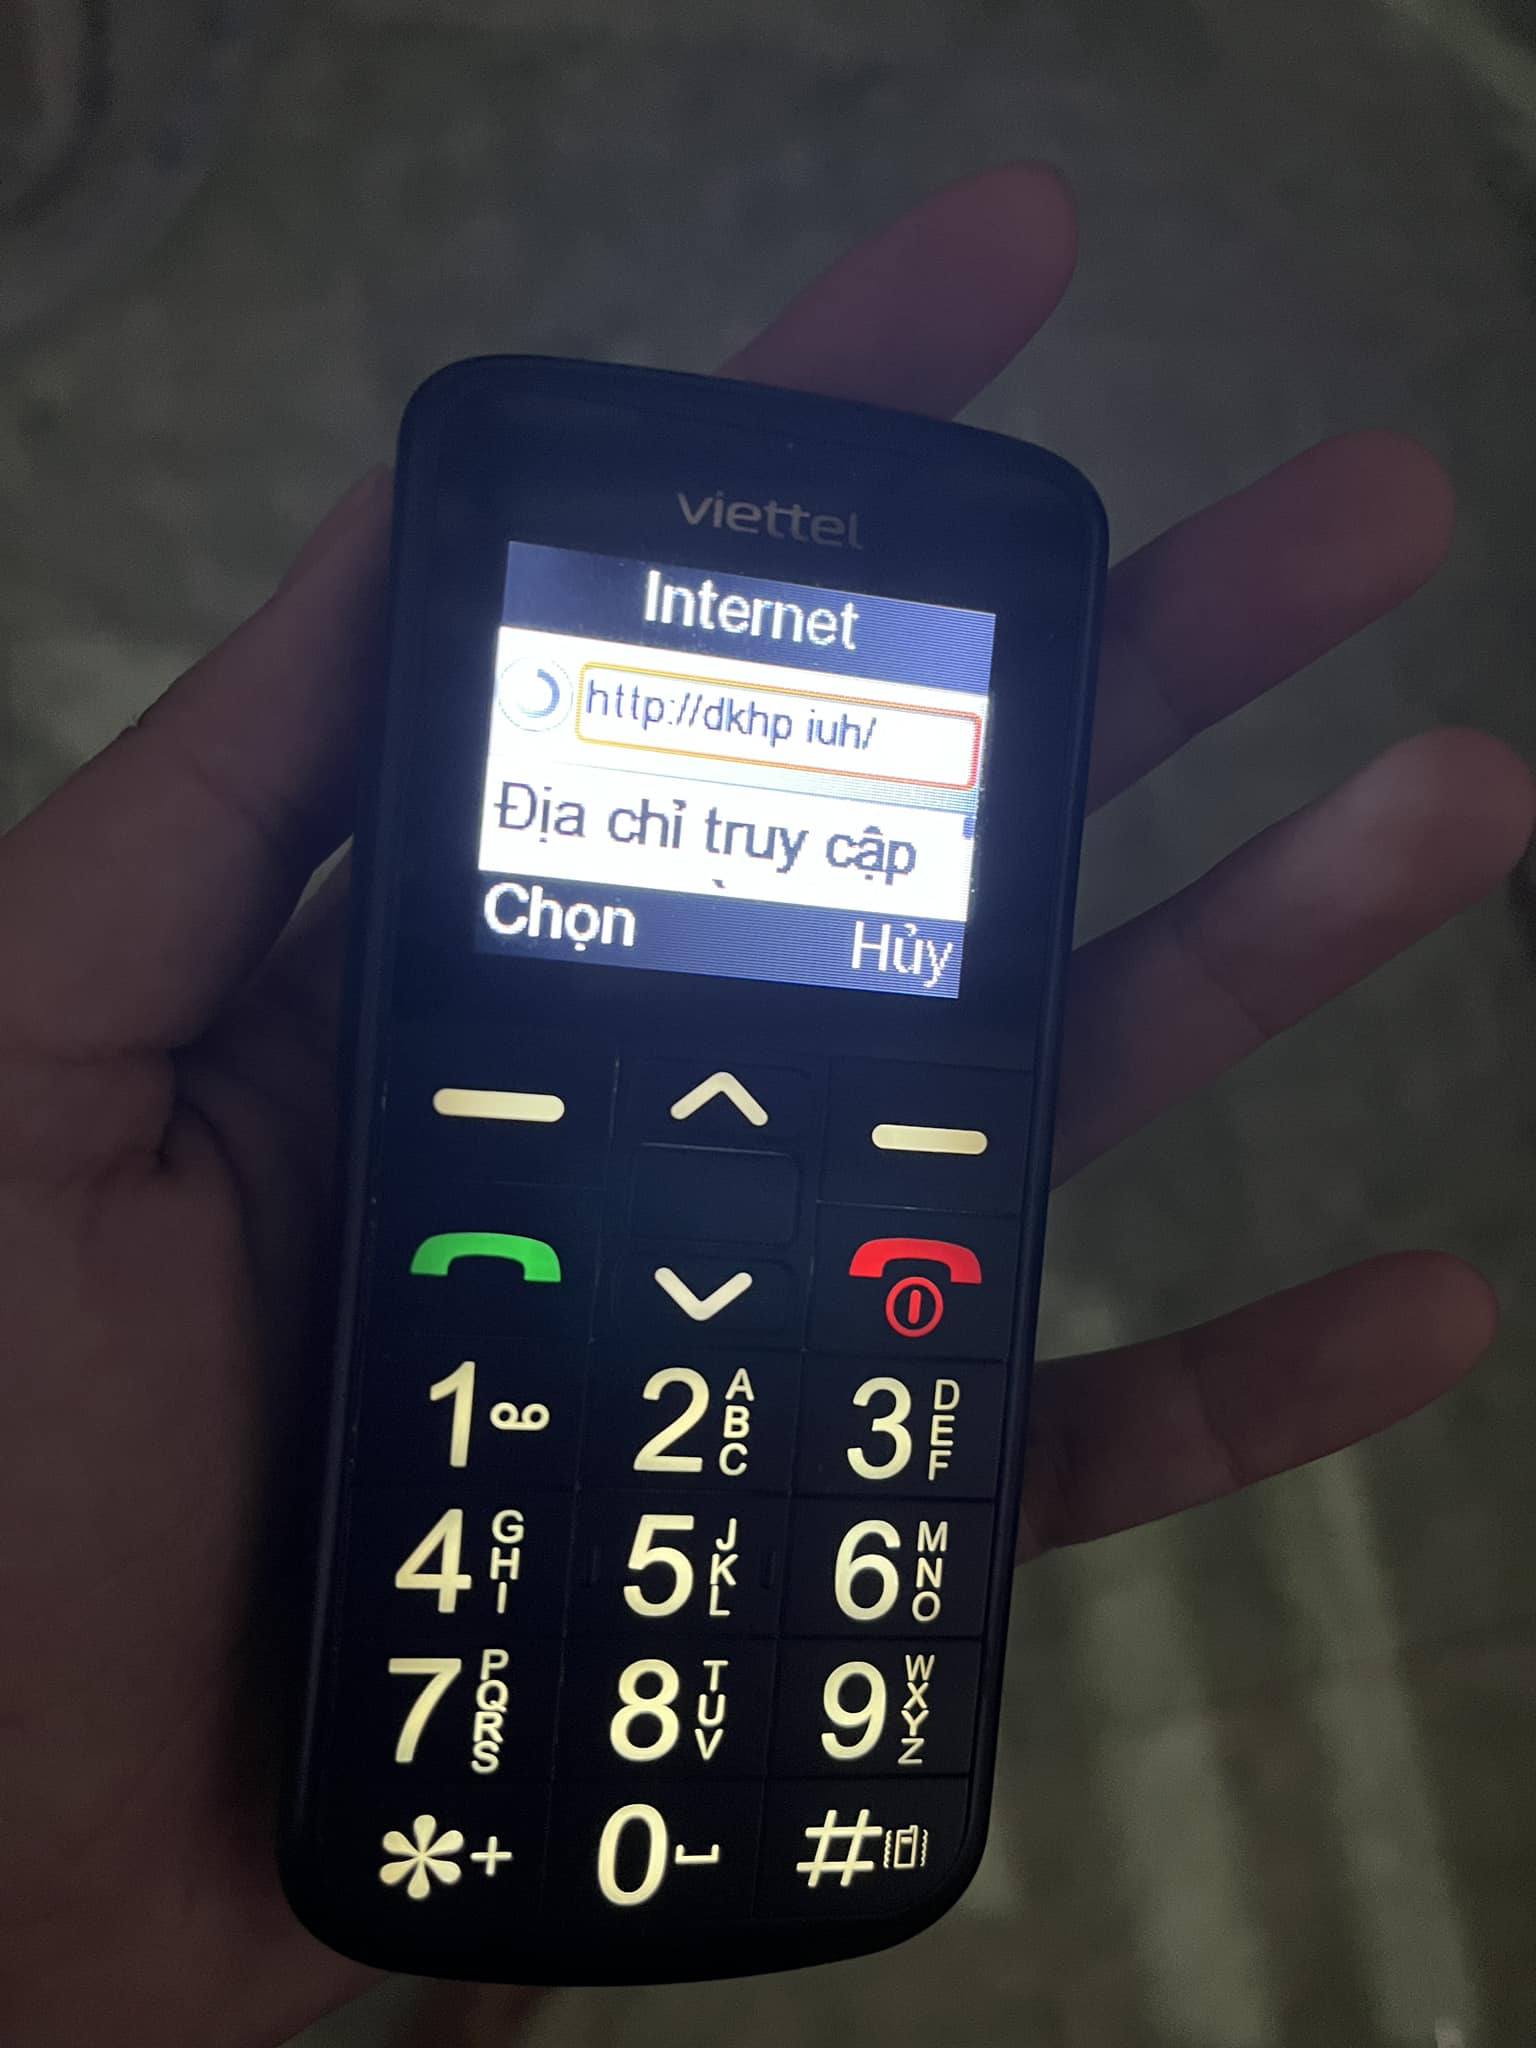 viettel
Internet
http://dkhp iuh/
Địa chỉ truy cập
Chọn Hủy
1 2 ABC 3 DEF
4 GHI 5 JKL 6 MNO
7 PQRS 8 TUV 9 WXYZ
*+ 0 #